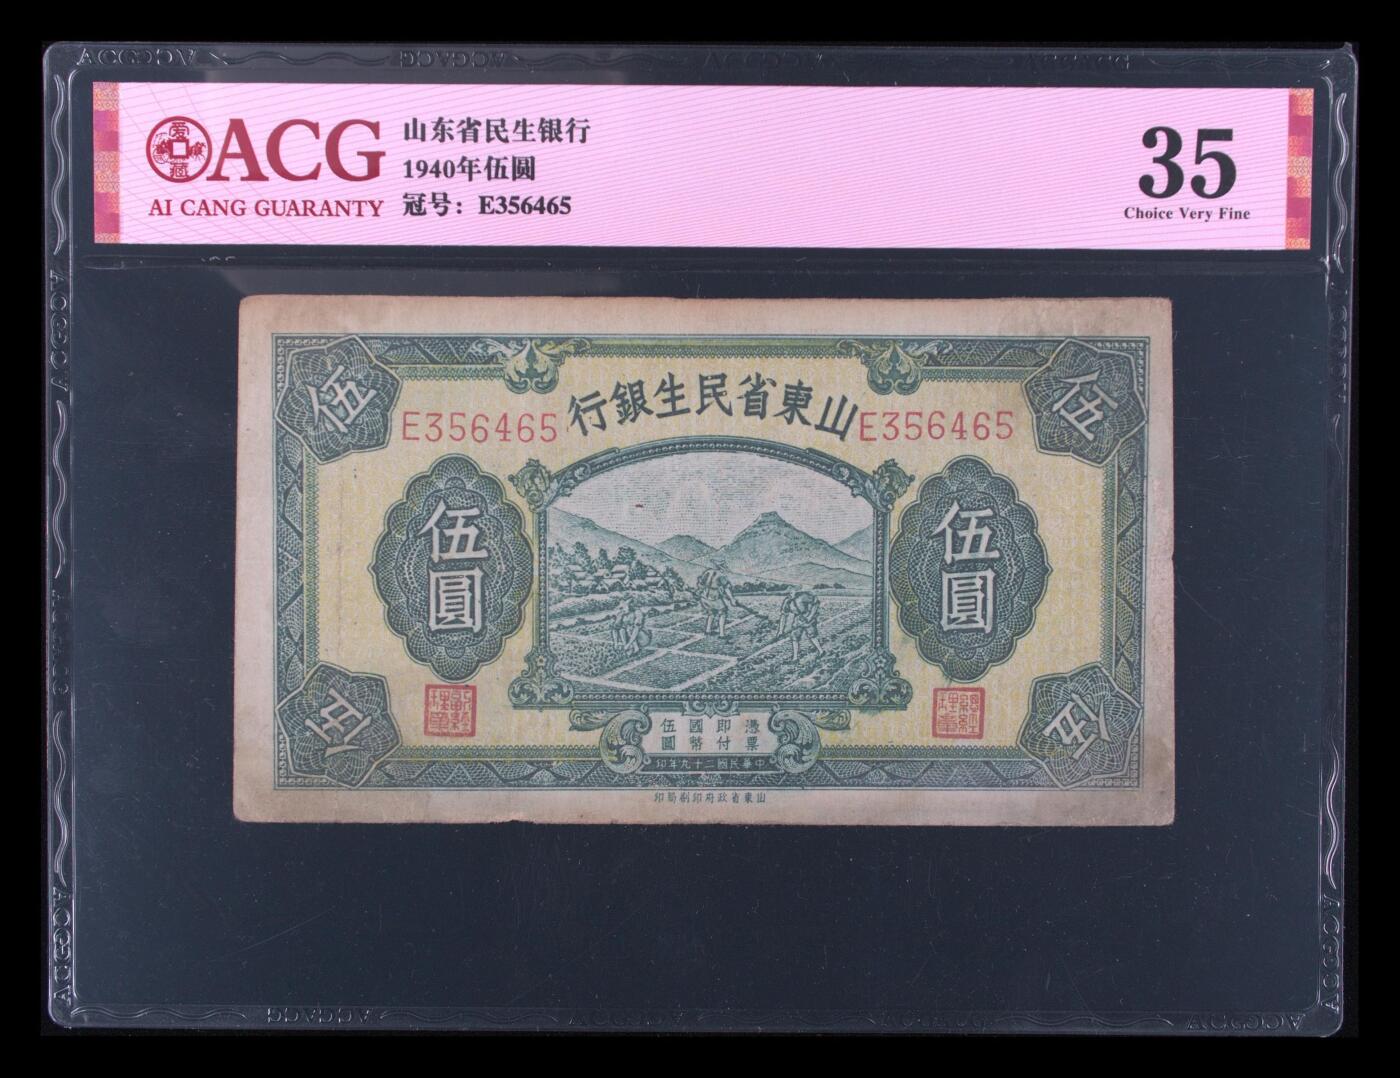 ACG
AI CANG GUARANTY
山东省民生银行
1940年伍圆
冠号：E356465
35
Choice Very Fine
伍
伍
山東省民生銀行
E356465
E356465
伍圓
伍圓
憑票即付國幣伍圓
中華民國二十九年印
伍
伍
山東省政府印刷局印